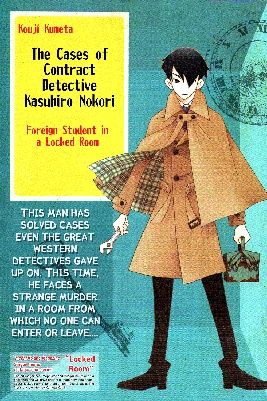 Kouji Kumeta
The Cases of
Contract
Detective
Kasuhiro Nokori
Foreign Student in
a Locked Room
THIS MAN HAS
SOLVED CASES
EVEN THE GREAT
WESTERN
DETECTIVES GAVE
UP ON. THIS TIME,
HE FACES A
STRANGE MURDER
IN A ROOM FROM
WHICH NO ONE CAN
ENTER OR LEAVE...
"Locked
Room"